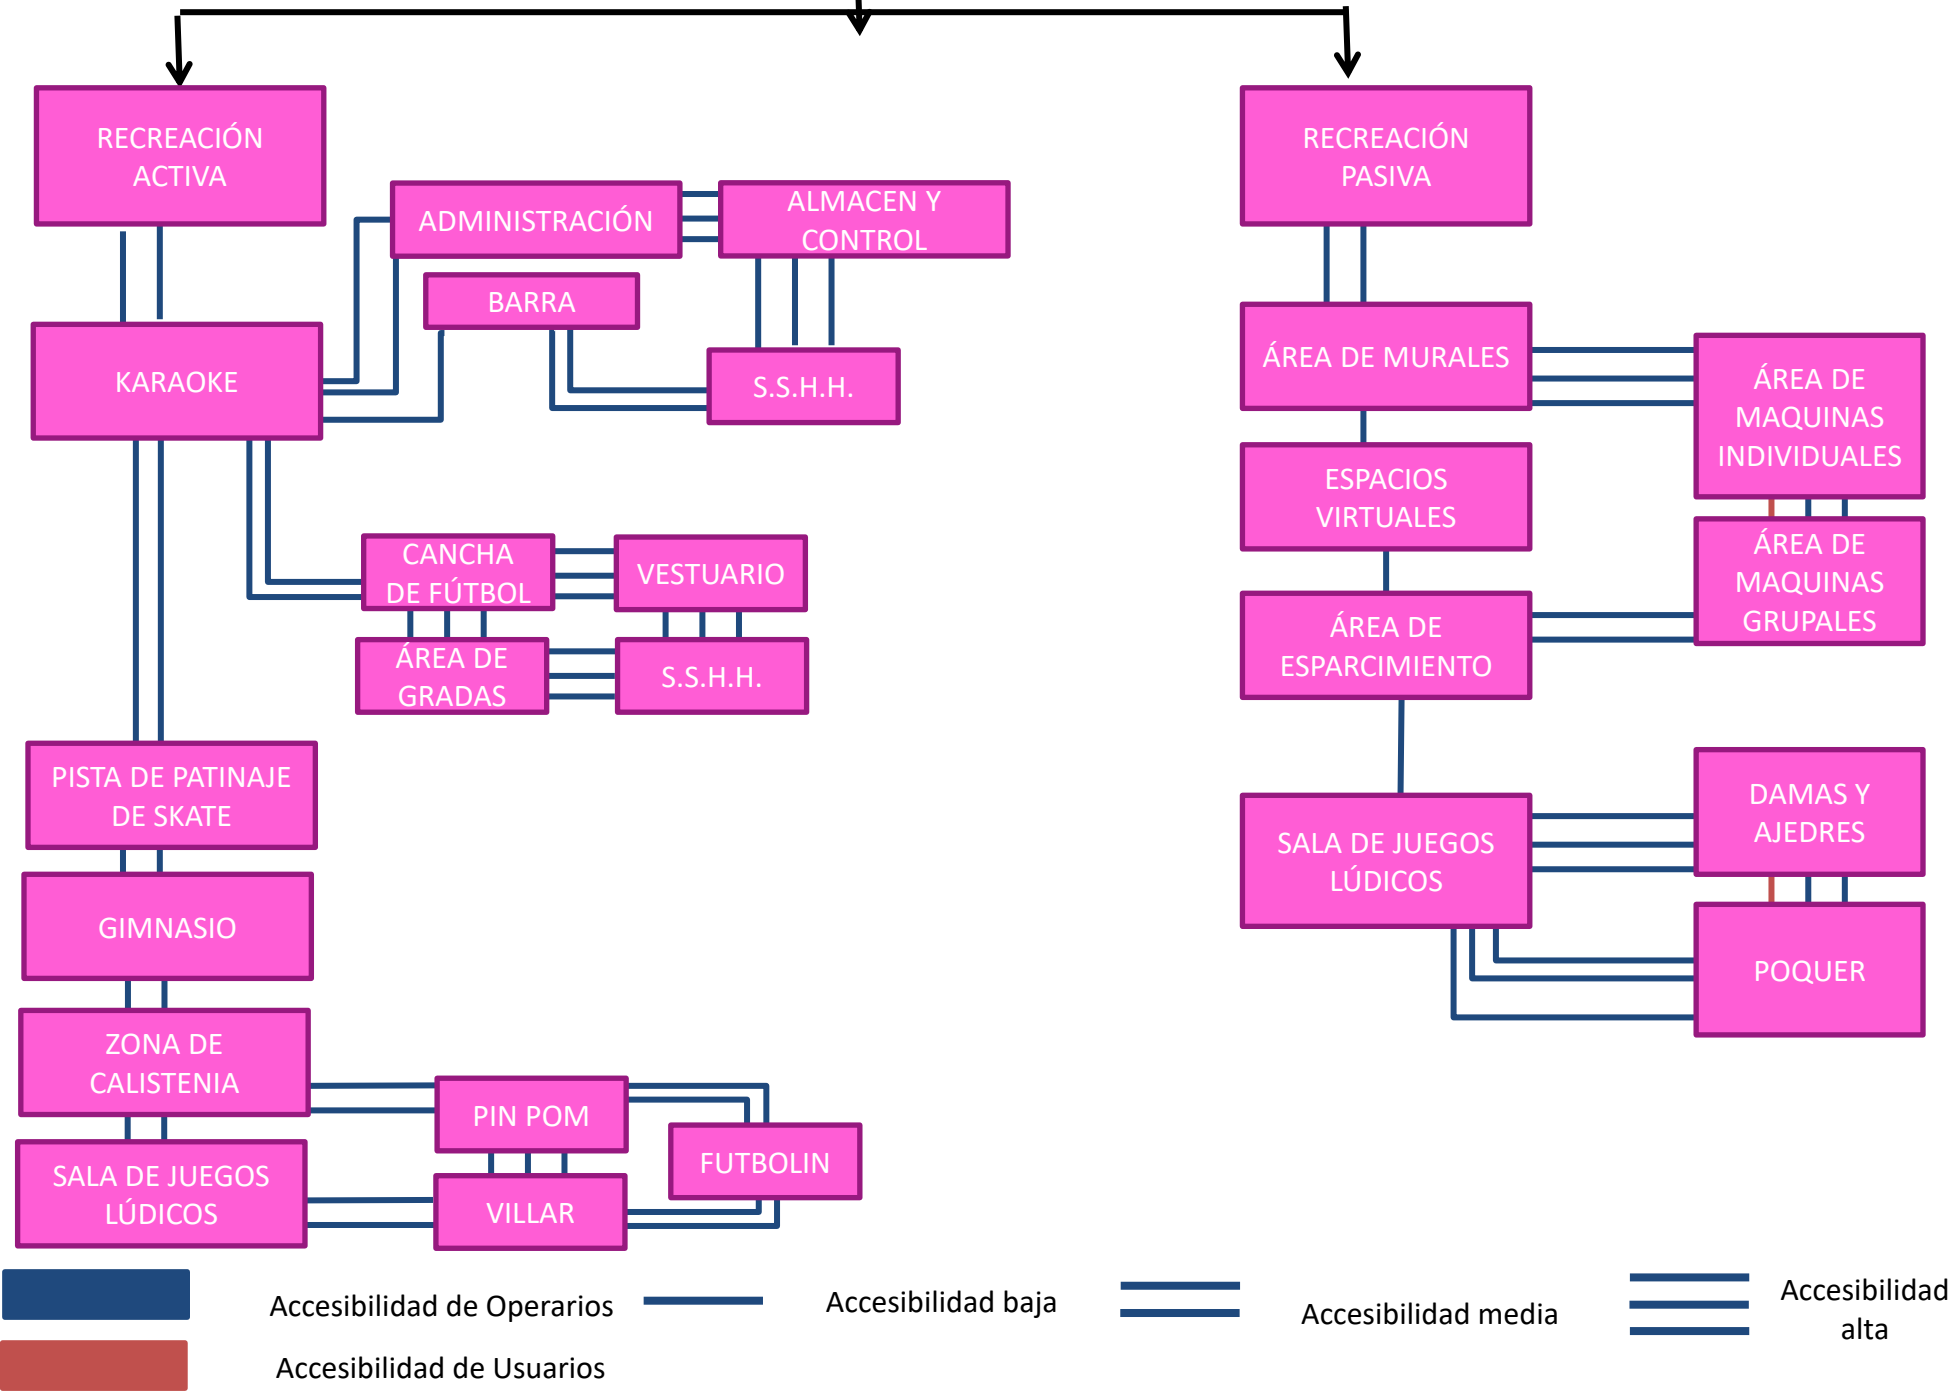 RECREACIÓN
ACTIVA
ADMINISTRACIÓN
ALMACEN Y
CONTROL
BARRA
KARAOKE
S.S.H.H.
CANCHA
DE FÚTBOL
VESTUARIO
ÁREA DE
GRADAS
S.S.H.H.
PISTA DE PATINAJE
DE SKATE
GIMNASIO
ZONA DE
CALISTENIA
PIN POM
FUTBOLIN
SALA DE JUEGOS
LÚDICOS
VILLAR
RECREACIÓN
PASIVA
ÁREA DE MURALES
ÁREA DE
MAQUINAS
INDIVIDUALES
ESPACIOS
VIRTUALES
ÁREA DE
MAQUINAS
GRUPALES
ÁREA DE
ESPARCIMIENTO
DAMAS Y
AJEDRES
SALA DE JUEGOS
LÚDICOS
POQUER
Accesibilidad de Operarios
Accesibilidad baja
Accesibilidad media
Accesibilidad
alta
Accesibilidad de Usuarios